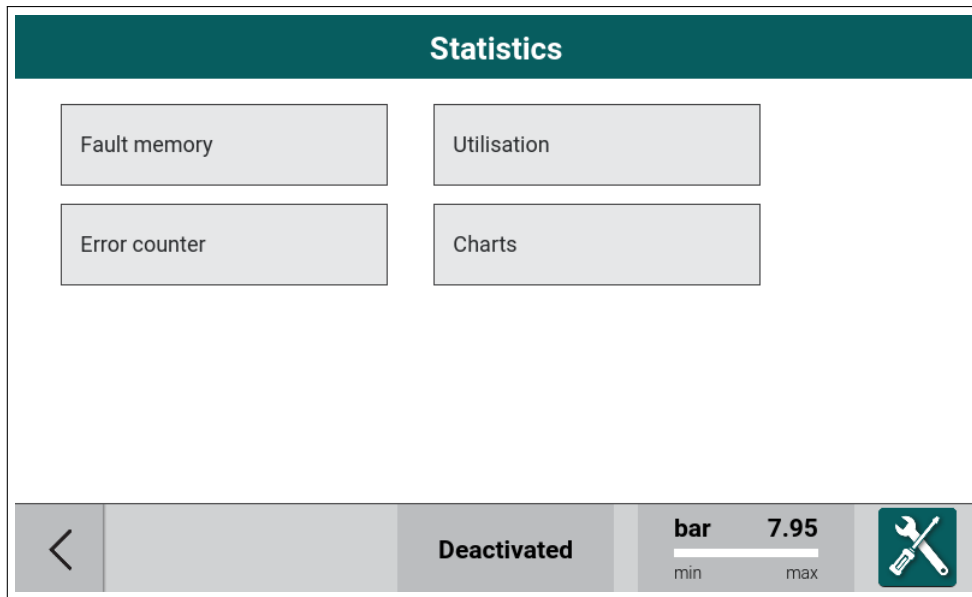 Statistics
Fault memory
Utilisation
Error counter
Charts
Deactivated
bar 7.95
min max